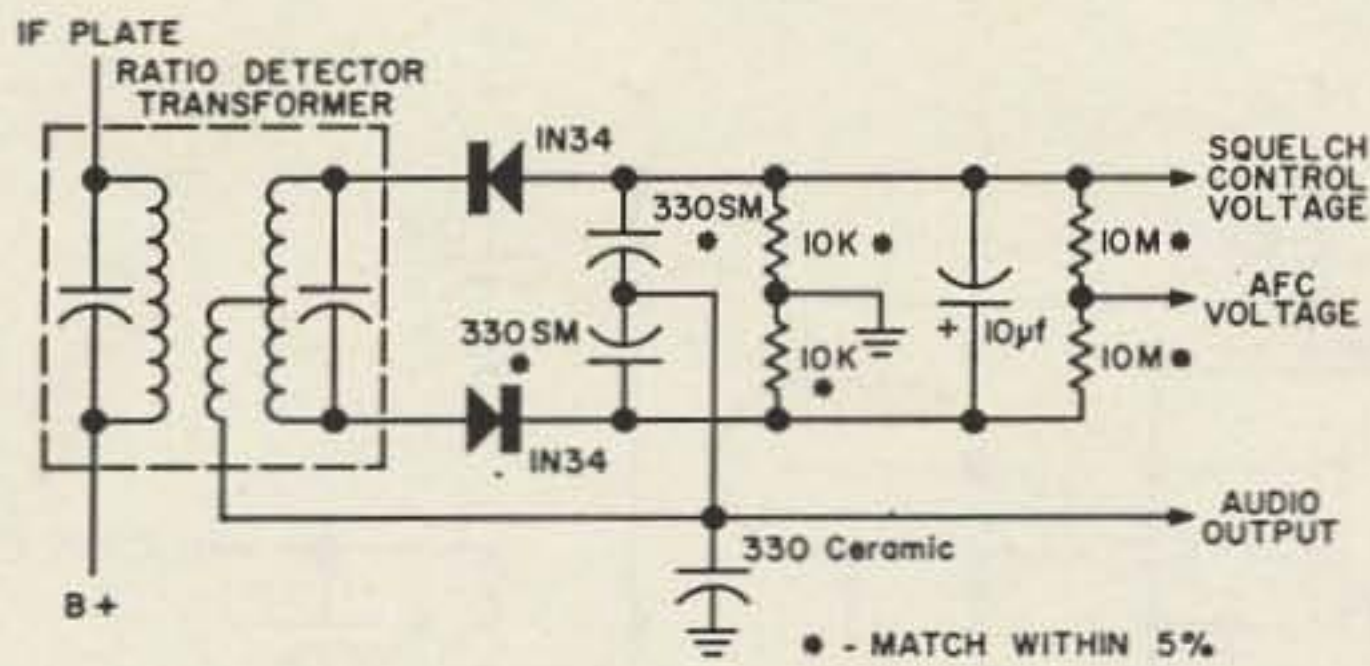 IF PLATE
RATIO DETECTOR
TRANSFORMER
IN34
SQUELCH
CONTROL
VOLTAGE
330SM
●
10K ●
10M ●
AFC
VOLTAGE
330SM
●
+ 10µf
10K
●
10M ●
IN34
AUDIO
OUTPUT
330 Ceramic
B+
● - MATCH WITHIN 5%